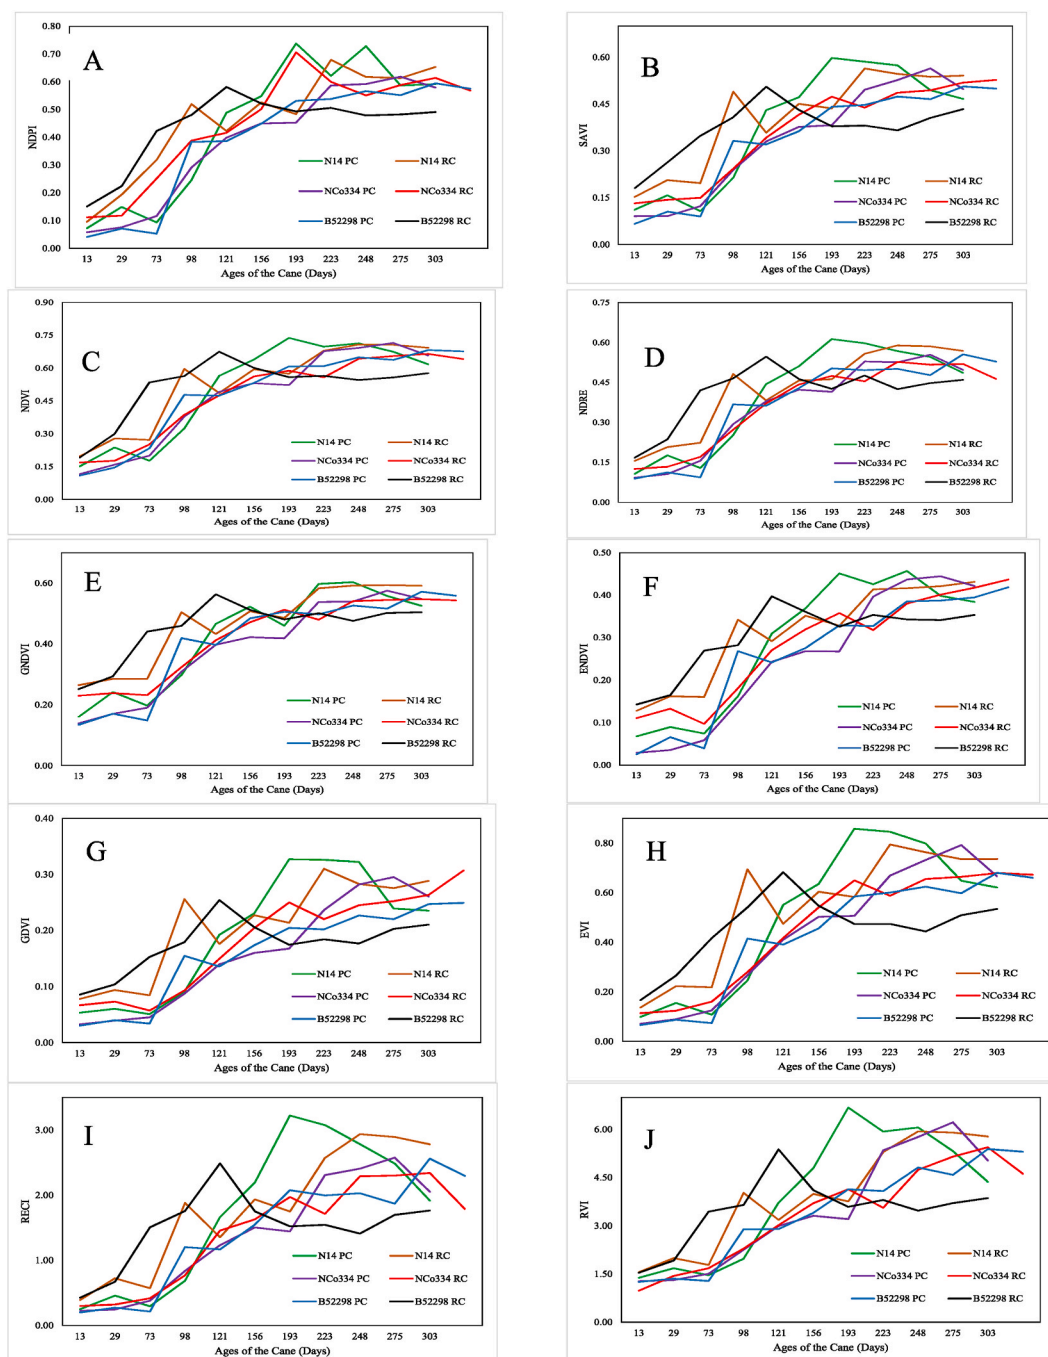 A
NDPI
0.80
0.70
0.60
0.50
0.40
0.30
0.20
0.10
0.00
N14 PC N14 RC
NCo334 PC NCo334 RC
B52298 PC B52298 RC
13 29 73 98 121 156 193 223 248 275 303
Ages of the Cane (Days)
B
SAVI
0.60
0.45
0.30
0.15
0.00
N14 PC N14 RC
NCo334 PC NCo334 RC
B52298 PC B52298 RC
13 29 73 98 121 156 193 223 248 275 303
Ages of the Cane (Days)
C
NDVI
0.90
0.75
0.60
0.45
0.30
0.15
0.00
N14 PC N14 RC
NCo334 PC NCo334 RC
B52298 PC B52298 RC
13 29 73 98 121 156 193 223 248 275 303
Ages of the Cane (Days)
D
NDRE
0.75
0.60
0.45
0.30
0.15
0.00
N14 PC N14 RC
NCo334 PC NCo334 RC
B52298 PC B52298 RC
13 29 73 98 121 156 193 223 248 275 303
Ages of the Cane (Days)
E
GNDVI
0.60
0.40
0.20
0.00
N14 PC N14 RC
NCo334 PC NCo334 RC
B52298 PC B52298 RC
13 29 73 98 121 156 193 223 248 275 303
Ages of the Cane (Days)
F
ENDVI
0.50
0.40
0.30
0.20
0.10
0.00
N14 PC N14 RC
NCo334 PC NCo334 RC
B52298 PC B52298 RC
13 29 73 98 121 156 193 223 248 275 303
Ages of the Cane (Days)
G
GDVI
0.40
0.30
0.20
0.10
0.00
N14 PC N14 RC
NCo334 PC NCo334 RC
B52298 PC B52298 RC
13 29 73 98 121 156 193 223 248 275 303
Ages of the Cane (Days)
H
EVI
0.80
0.60
0.40
0.20
0.00
N14 PC N14 RC
NCo334 PC NCo334 RC
B52298 PC B52298 RC
13 29 73 98 121 156 193 223 248 275 303
Ages of the Cane (Days)
I
RECI
3.00
2.00
1.00
0.00
N14 PC N14 RC
NCo334 PC NCo334 RC
B52298 PC B52298 RC
13 29 73 98 121 156 193 223 248 275 303
Ages of the Cane (Days)
J
RVI
6.00
4.50
3.00
1.50
0.00
N14 PC N14 RC
NCo334 PC NCo334 RC
B52298 PC B52298 RC
13 29 73 98 121 156 193 223 248 275 303
Ages of the Cane (Days)